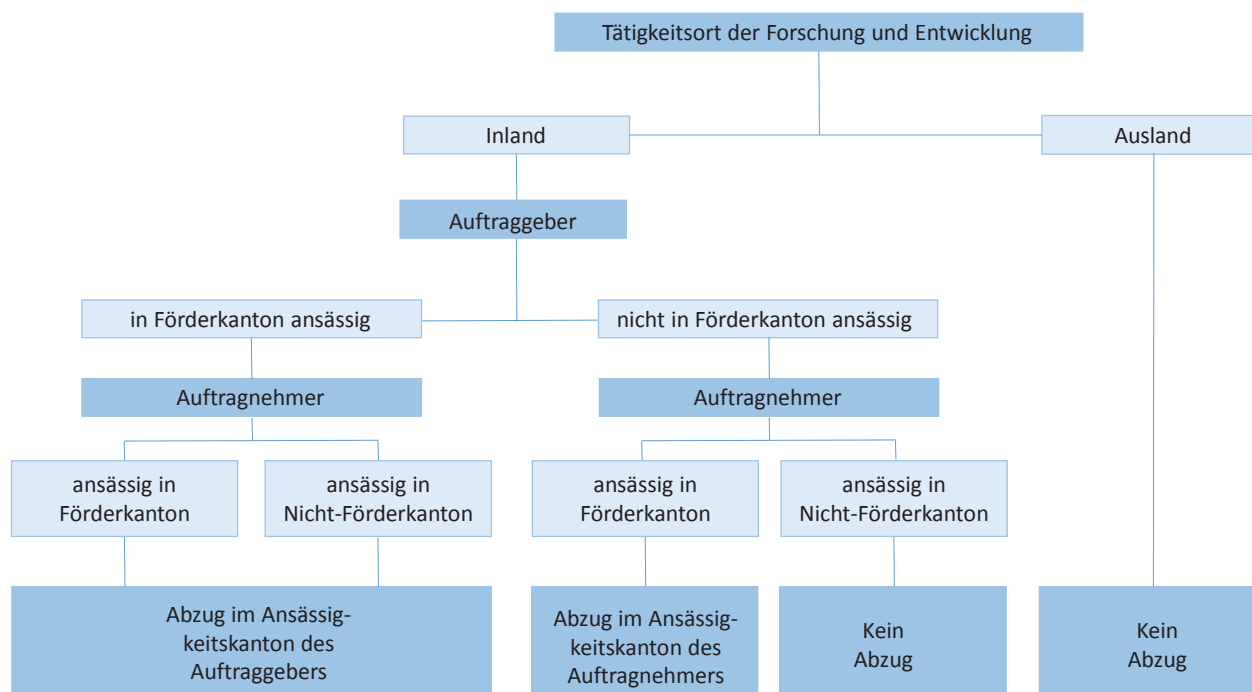 Tätigkeitsort der Forschung und Entwicklung
Inland
Ausland
Auftraggeber
in Förderkanton ansässig
nicht in Förderkanton ansässig
Auftragnehmer
Auftragnehmer
ansässig in
Förderkanton
ansässig in
Nicht-Förderkanton
ansässig in
Förderkanton
ansässig in
Nicht-Förderkanton
Abzug im Ansässig-
keitskanton des
Auftraggebers
Abzug im Ansässig-
keitskanton des
Auftragnehmers
Kein
Abzug
Kein
Abzug